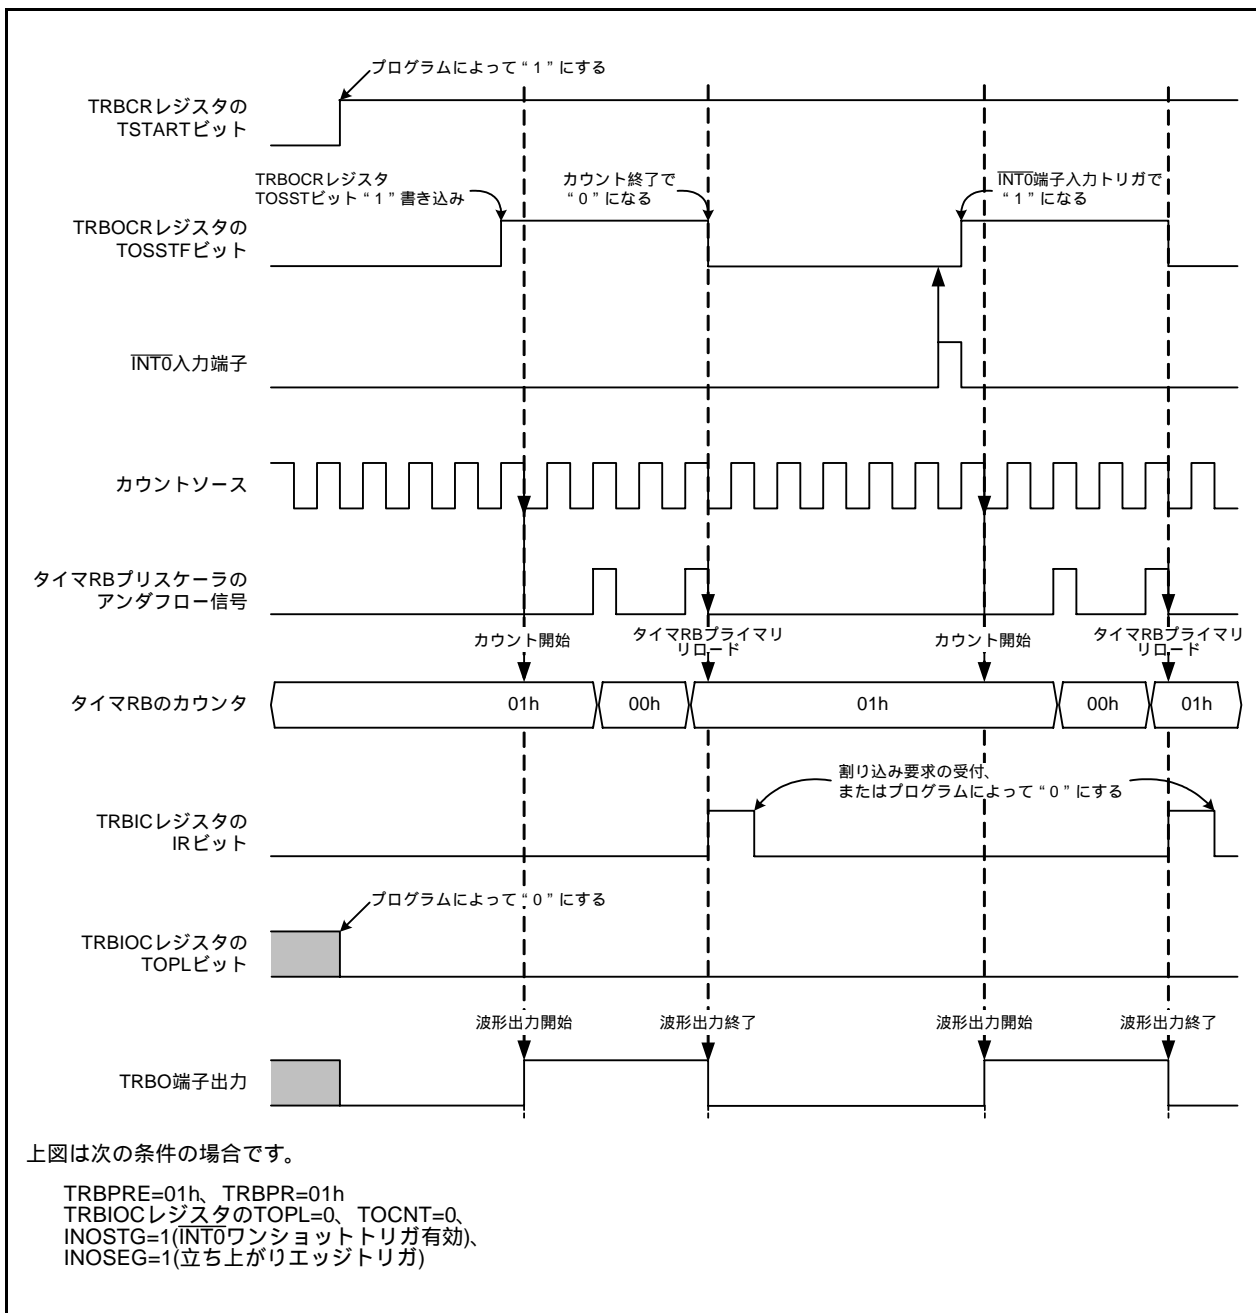 プログラムによって“1”にする
TRBCRレジスタの
TSTARTビット
TRBOCRレジスタ
TOSSTビット“1”書き込み
カウント終了で
“0”になる
INT0端子入力トリガで
“1”になる
TRBOCRレジスタの
TOSSTFビット
INT0入力端子
カウントソース
タイマRBプリスケーラの
アンダフロー信号
カウント開始
タイマRBプライマリ
リロード
カウント開始
タイマRBプライマリ
リロード
タイマRBのカウンタ
01h
00h
01h
00h
01h
割り込み要求の受付、
またはプログラムによって“0”にする
TRBICレジスタの
IRビット
プログラムによって“0”にする
TRBIOCレジスタの
TOPLビット
波形出力開始
波形出力終了
波形出力開始
波形出力終了
TRBO端子出力
上図は次の条件の場合です。
TRBPRE=01h、TRBPR=01h
TRBIOCレジスタのTOPL=0、TOCNT=0、
INOSTG=1(INT0ワンショットトリガ有効)、
INOSEG=1(立ち上がりエッジトリガ)